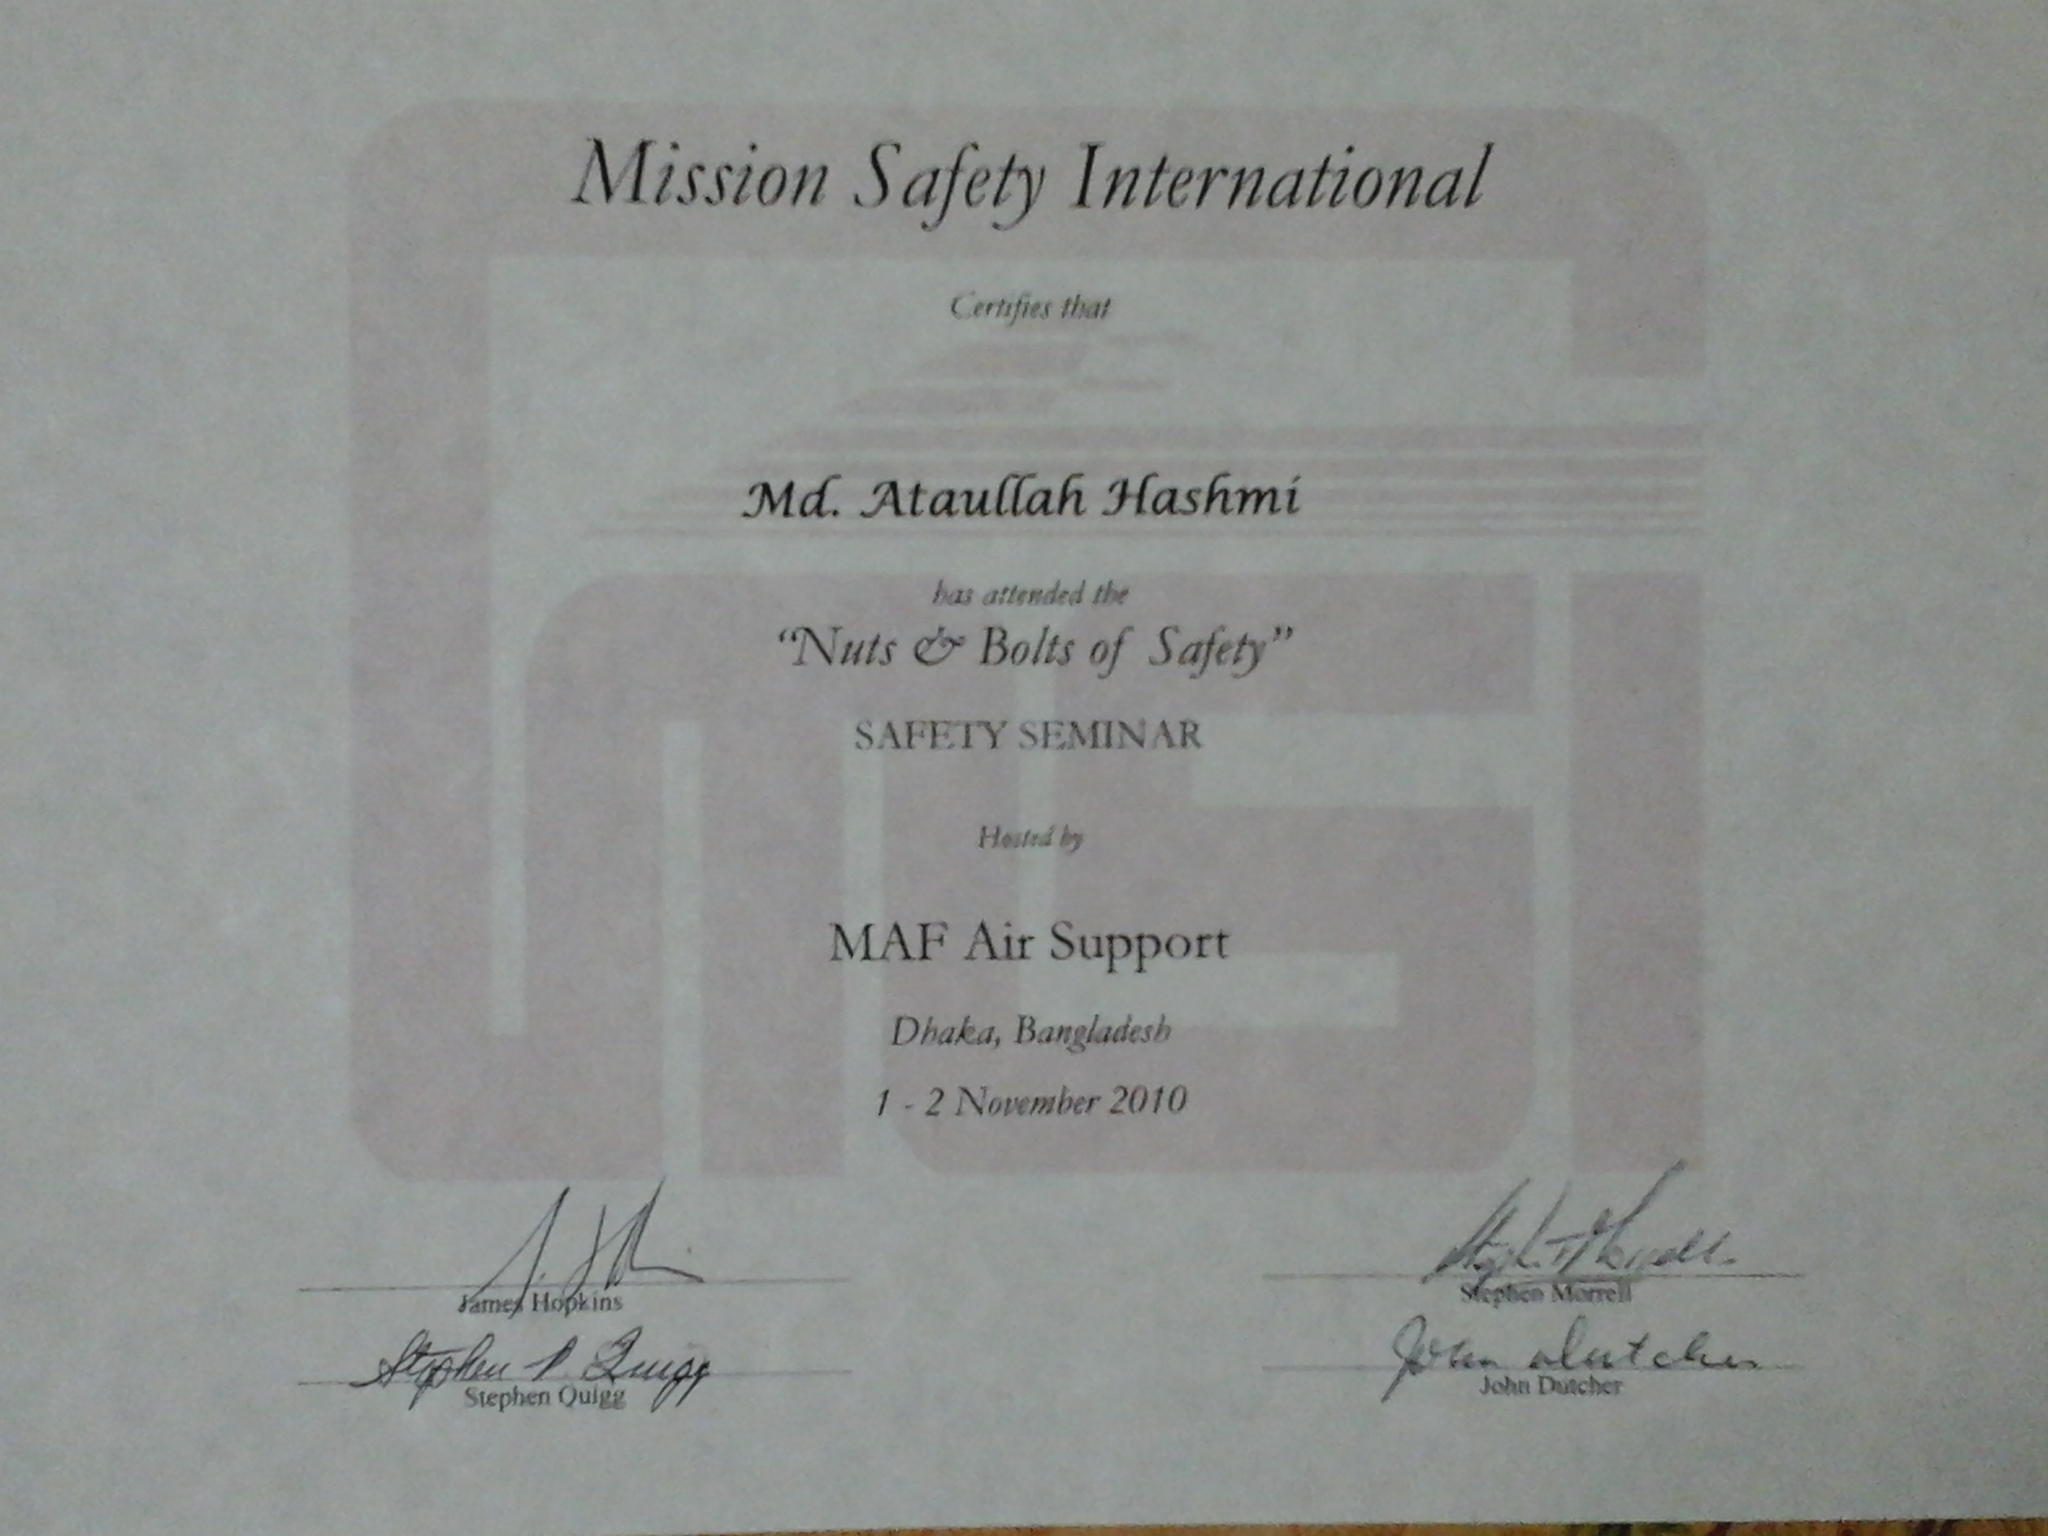 Mission Safety International
Certifies that
Md. Ataullah Hashmi
has attended the
“Nuts & Bolts of Safety”
SAFETY SEMINAR
Hosted by
MAF Air Support
Dhaka, Bangladesh
1 - 2 November 2010
James Hopkins
Stephen Quigg
Stephen Morrell
John Dutcher